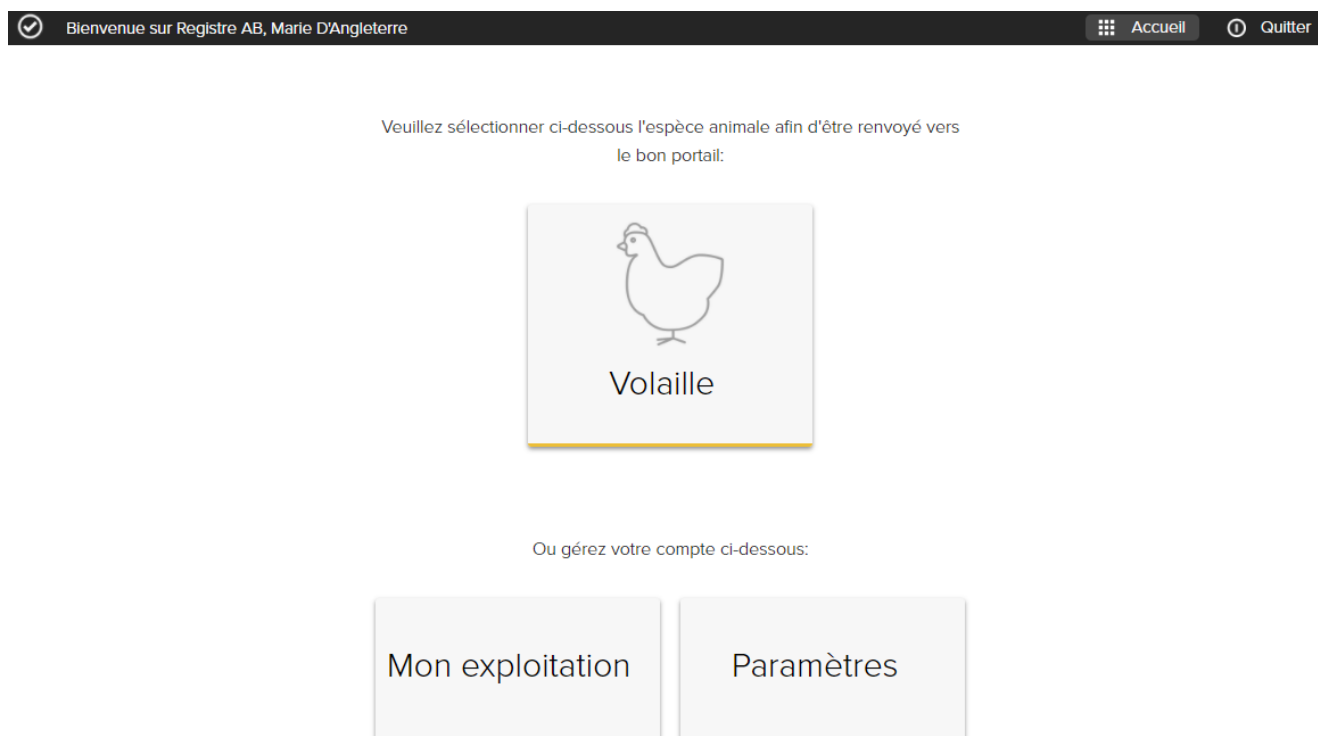 Bienvenue sur Registre AB, Marie D'Angleterre
Accueil
Quitter
Veuillez sélectionner ci-dessous l'espèce animale afin d'être renvoyé vers
le bon portail:
Volaille
Ou gérez votre compte ci-dessous:
Mon exploitation
Paramètres